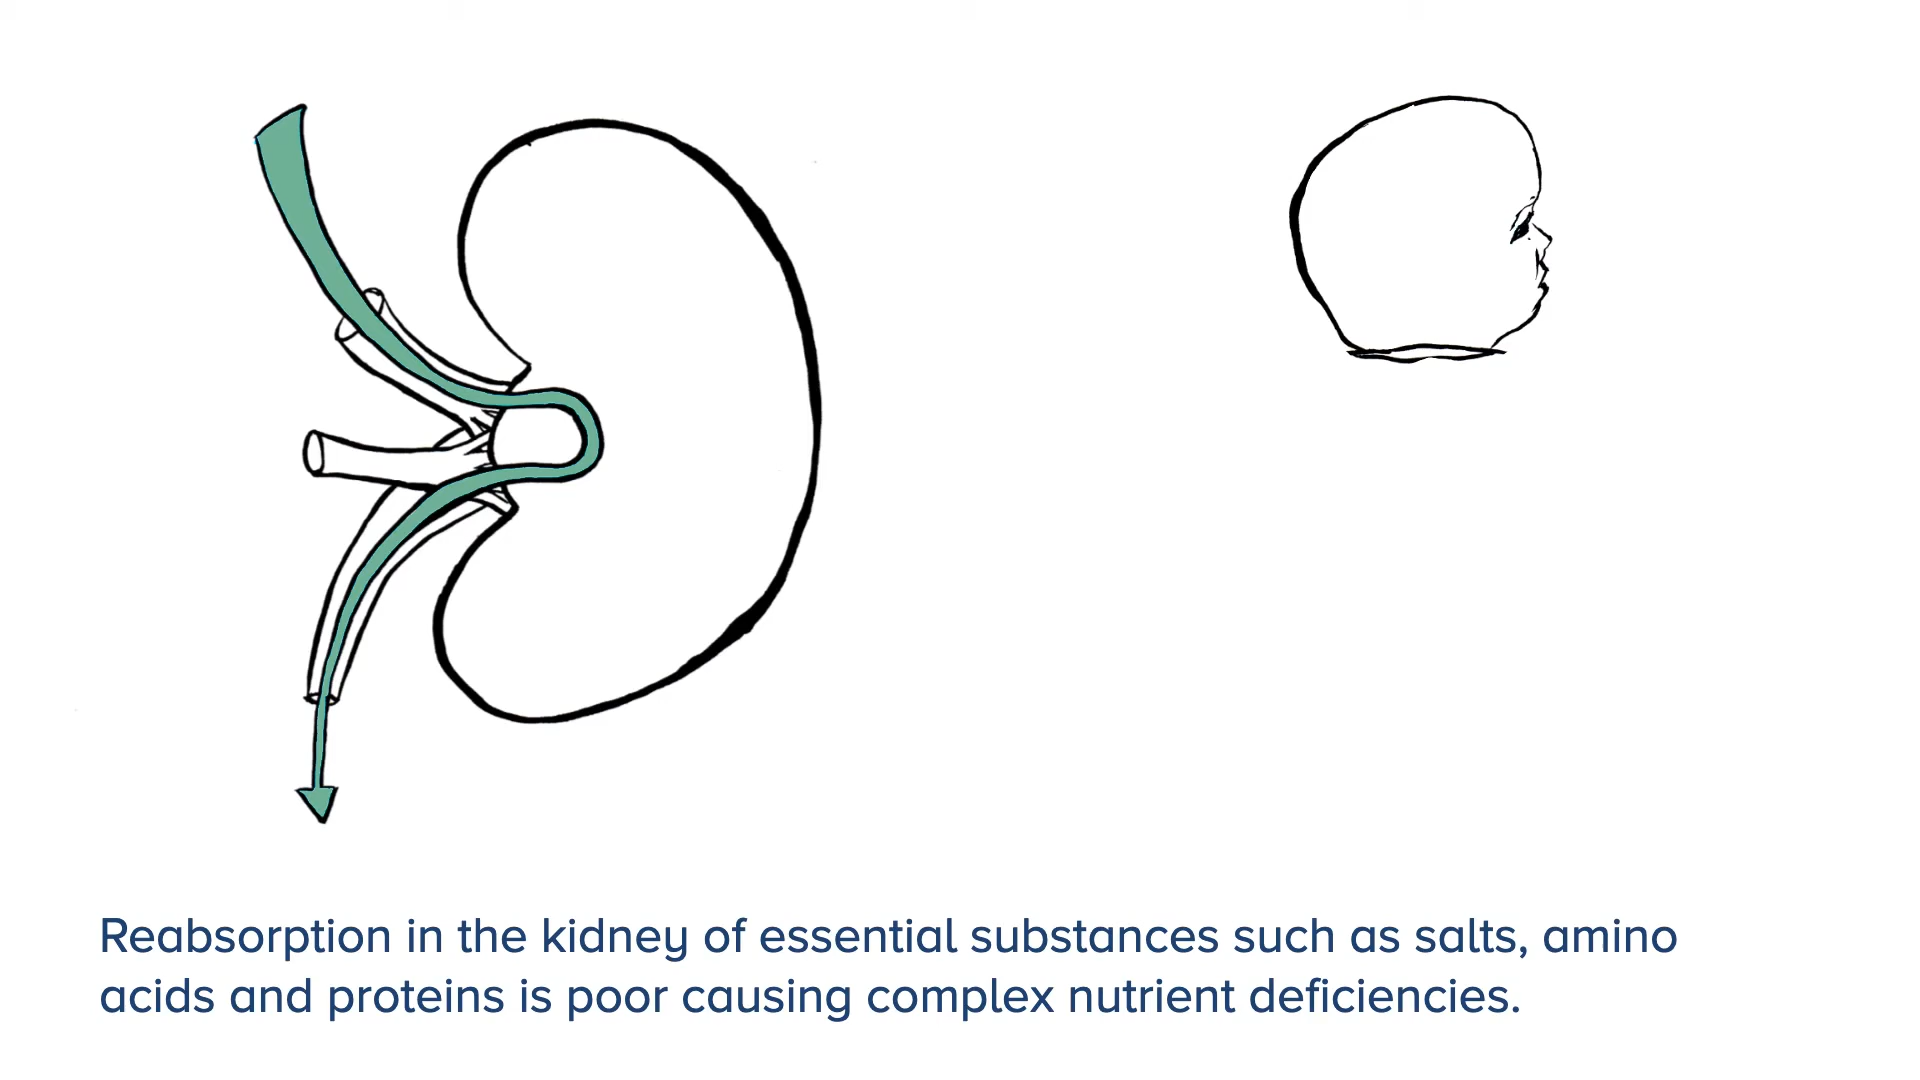 Reabsorption in the kidney of essential substances such as salts, amino
acids and proteins is poor causing complex nutrient deficiencies.